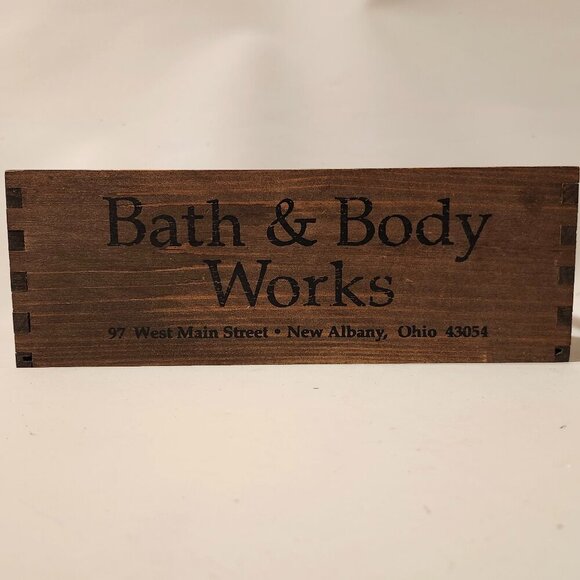 Bath & Body
Works
97 West Main Street • New Albany, Ohio 43054